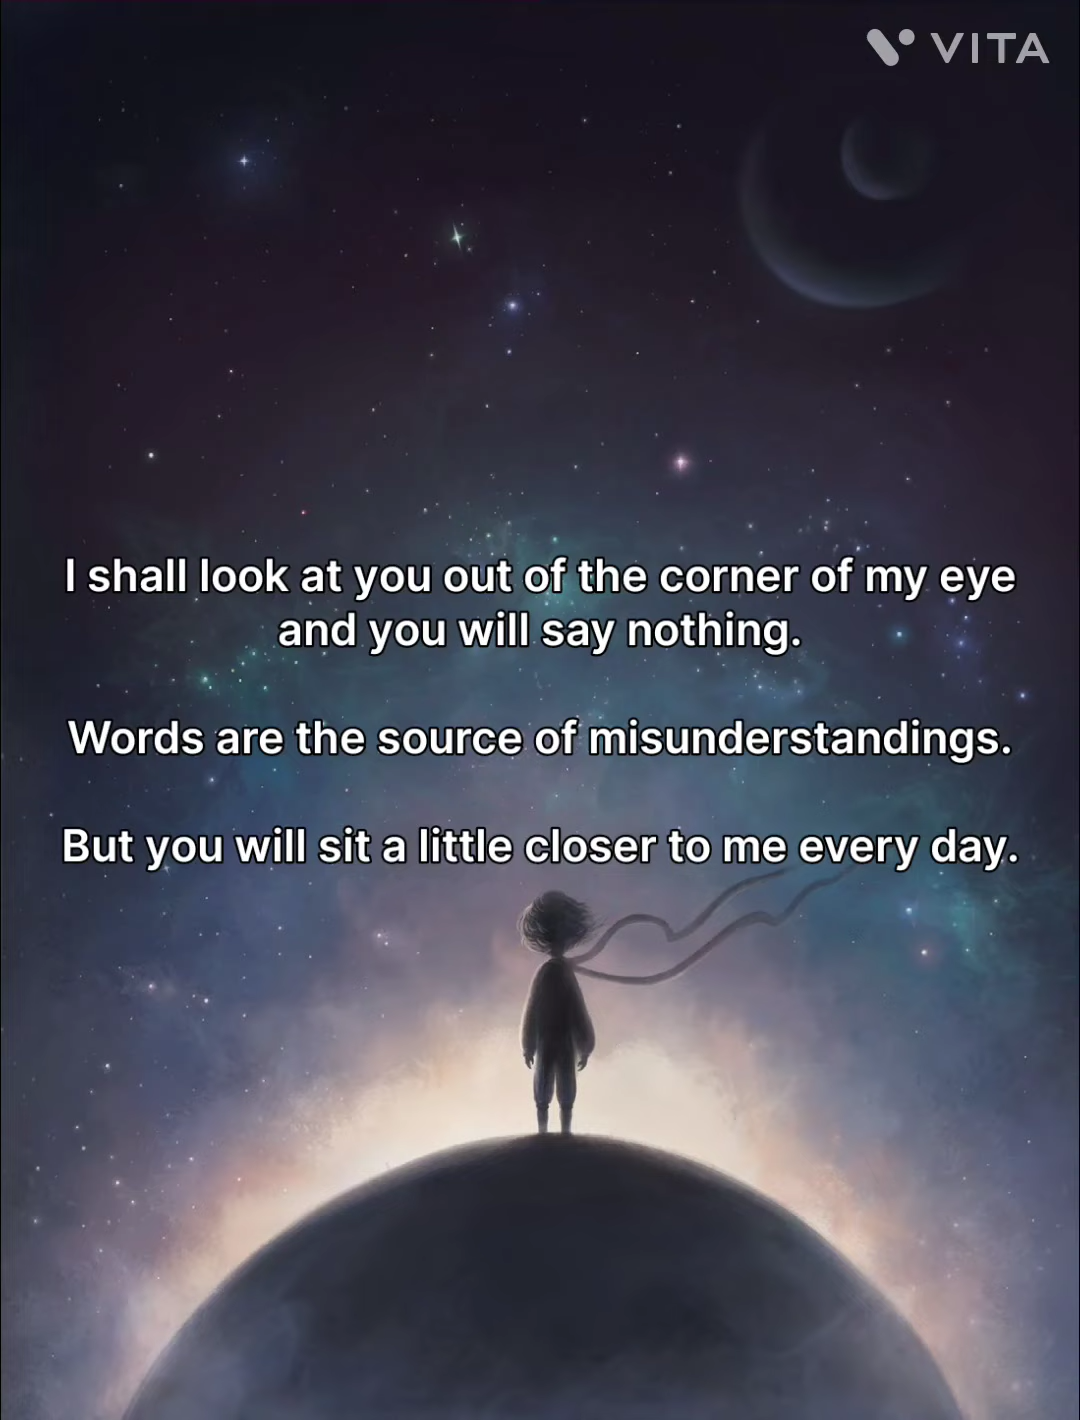 VITA
I shall look at you out of the corner of my eye
and you will say nothing.
Words are the source of misunderstandings.
But you will sit a little closer to me every day.